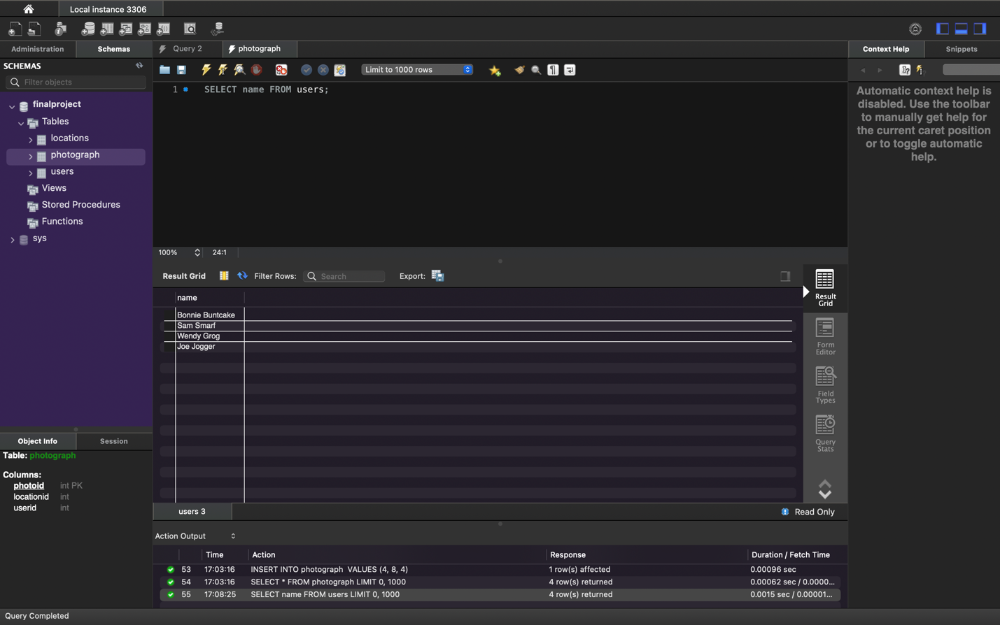 Local instance 3306
Administration
Schemas
Query 2
photograph
Context Help
Snippets
SCHEMAS
Filter objects
Limit to 1000 rows
1
SELECT name FROM users;
finalproject
Tables
locations
photograph
users
Views
Stored Procedures
Functions
sys
Automatic context help is
disabled. Use the toolbar
to manually get help for
the current caret position
or to toggle automatic
help.
100%
24:1
Result Grid
Filter Rows:
Search
Export:
name
Bonnie Buntcake
Sam Smarf
Wendy Grog
Joe Jogger
Result
Grid
Form
Editor
Field
Types
Query
Stats
Object Info
Session
Table: photograph
Columns:
photoid int PK
locationid int
userid int
users 3
Read Only
Action Output
Time Action Response Duration / Fetch Time
53 17:03:16 INSERT INTO photograph VALUES (4, 8, 4) 1 row(s) affected 0.00096 sec
54 17:03:16 SELECT * FROM photograph LIMIT 0, 1000 4 row(s) returned 0.00062 sec / 0.0000...
55 17:08:25 SELECT name FROM users LIMIT 0, 1000 4 row(s) returned 0.0015 sec / 0.00001...
Query Completed